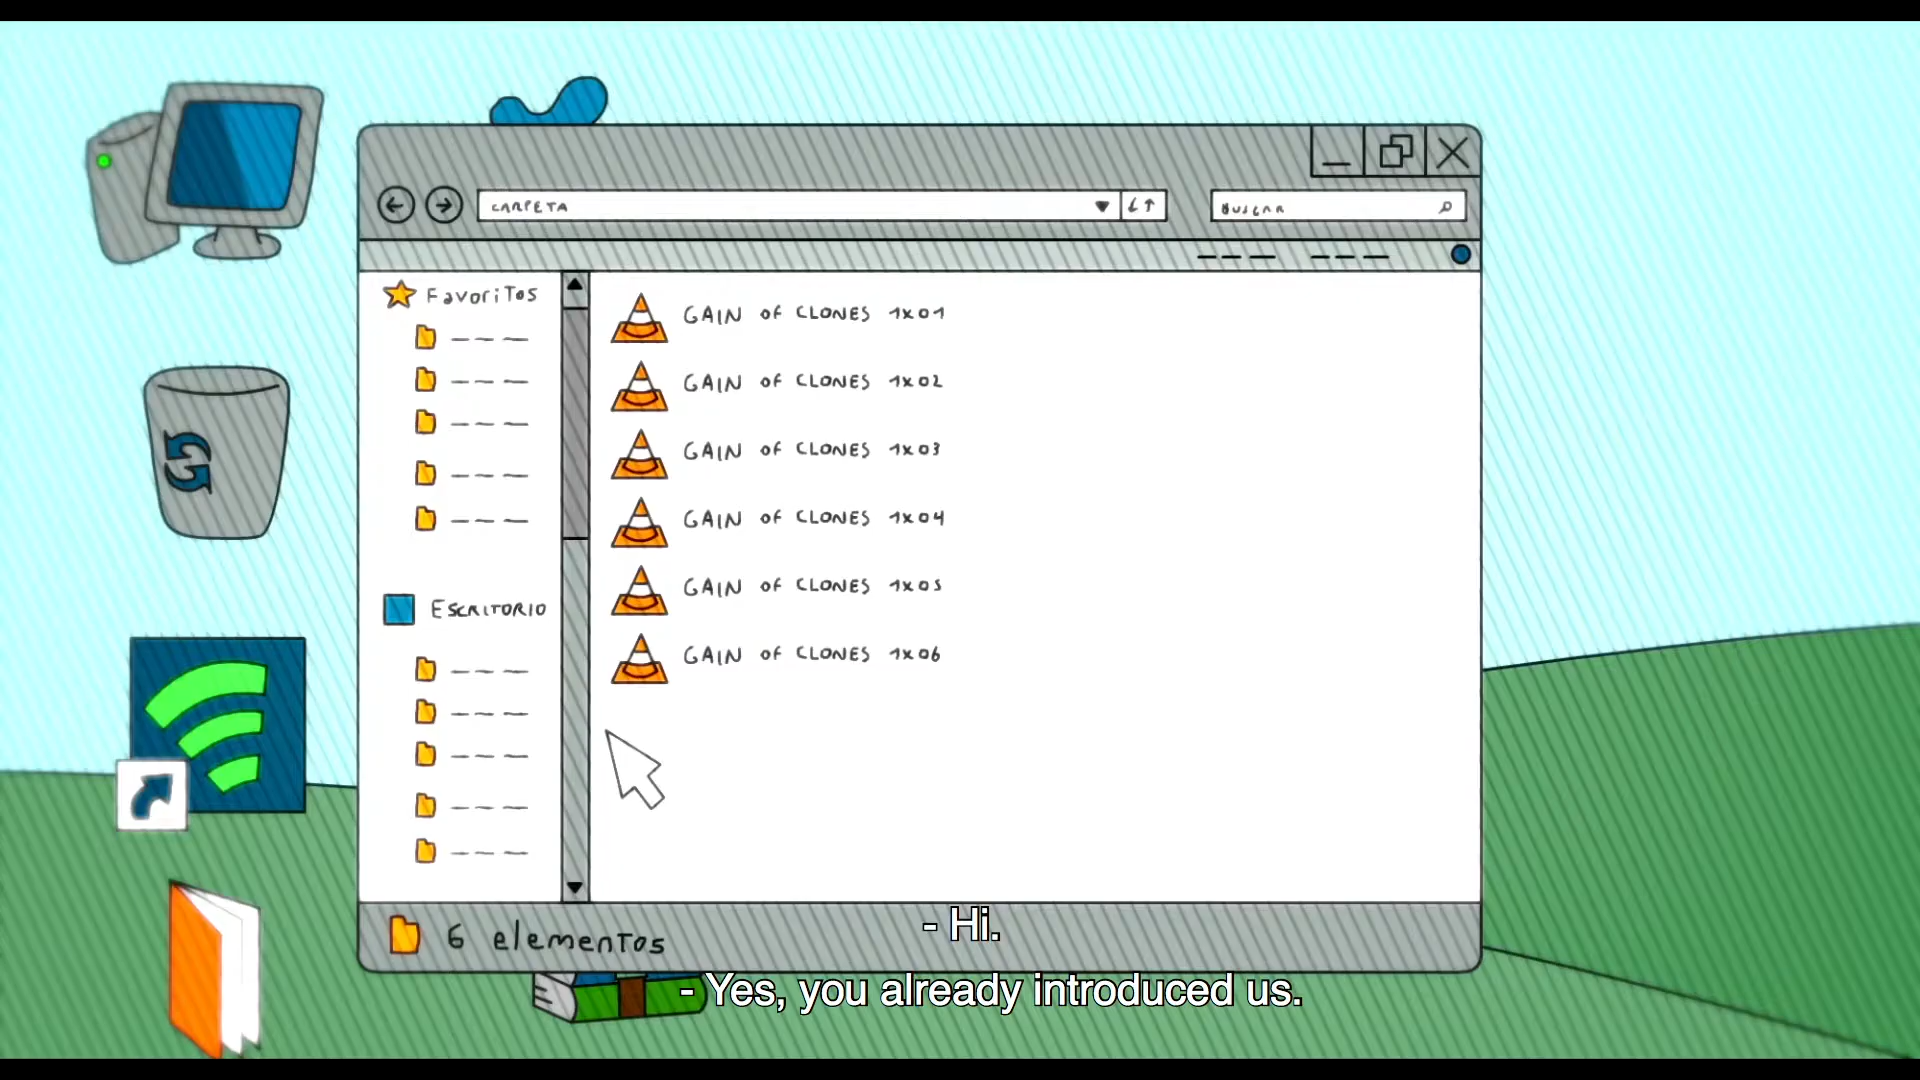 CARPETA
BUSCAR
FavoriTos
GAIN of CLONES 1x01
GAIN of CLONES 1x02
GAIN of CLONES 1x03
GAIN of CLONES 1x04
GAIN of CLONES 1x05
ESCRITORIO
GAIN of CLONES 1x06
6 elementos
- Hi.
- Yes, you already introduced us.